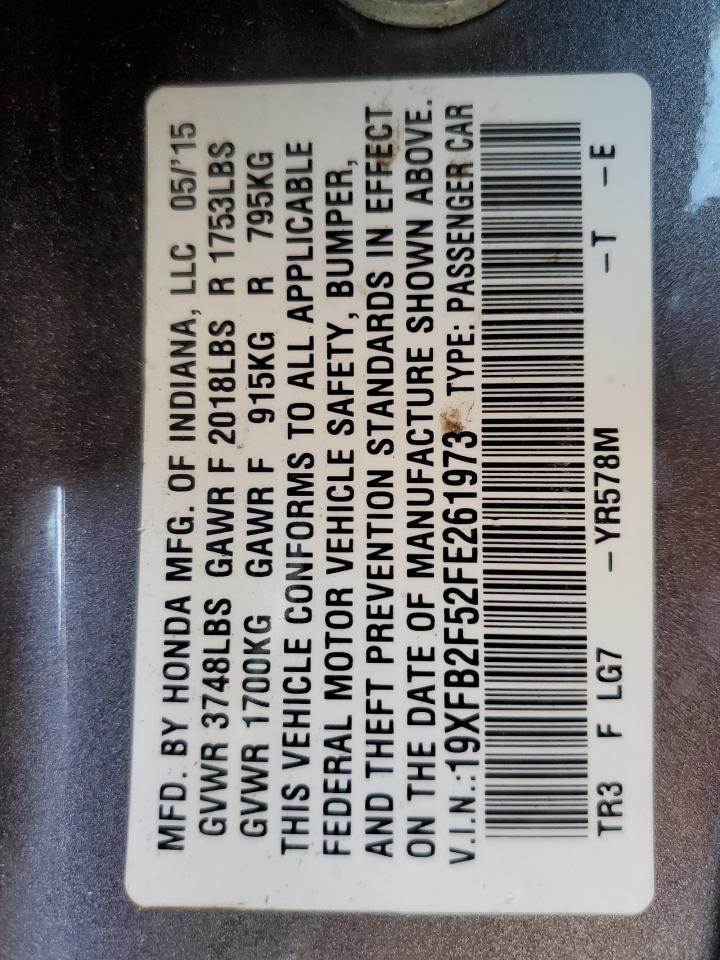 MFD. BY HONDA MFG. OF INDIANA, LLC 05/'15
GVWR 3748LBS GAWR F 2018LBS R 1753LBS
GVWR 1700KG GAWR F 915KG R 795KG
THIS VEHICLE CONFORMS TO ALL APPLICABLE
FEDERAL MOTOR VEHICLE SAFETY, BUMPER,
AND THEFT PREVENTION STANDARDS IN EFFECT
ON THE DATE OF MANUFACTURE SHOWN ABOVE.
V.I.N.:19XFB2F52FE261973 TYPE: PASSENGER CAR
TR3 F LG7 – YR578M –T –E